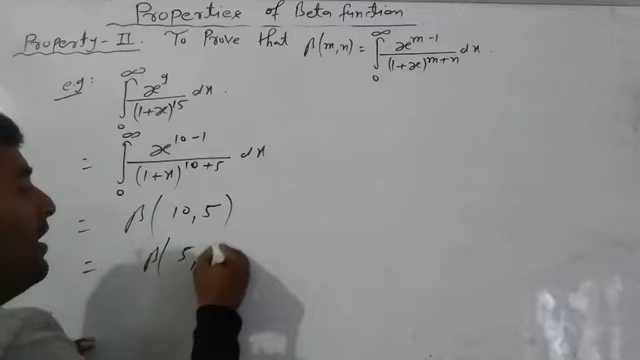 Properties of Beta function
Property-II. To Prove that β(m,n) = ∫₀^∞ x^(m-1)/(1+x)^(m+n) dx.
e.g: ∫₀^∞ x^9/(1+x)^15 dx.
= ∫₀^∞ x^(10-1)/(1+x)^(10+5) dx
= β(10,5)
= β(5,